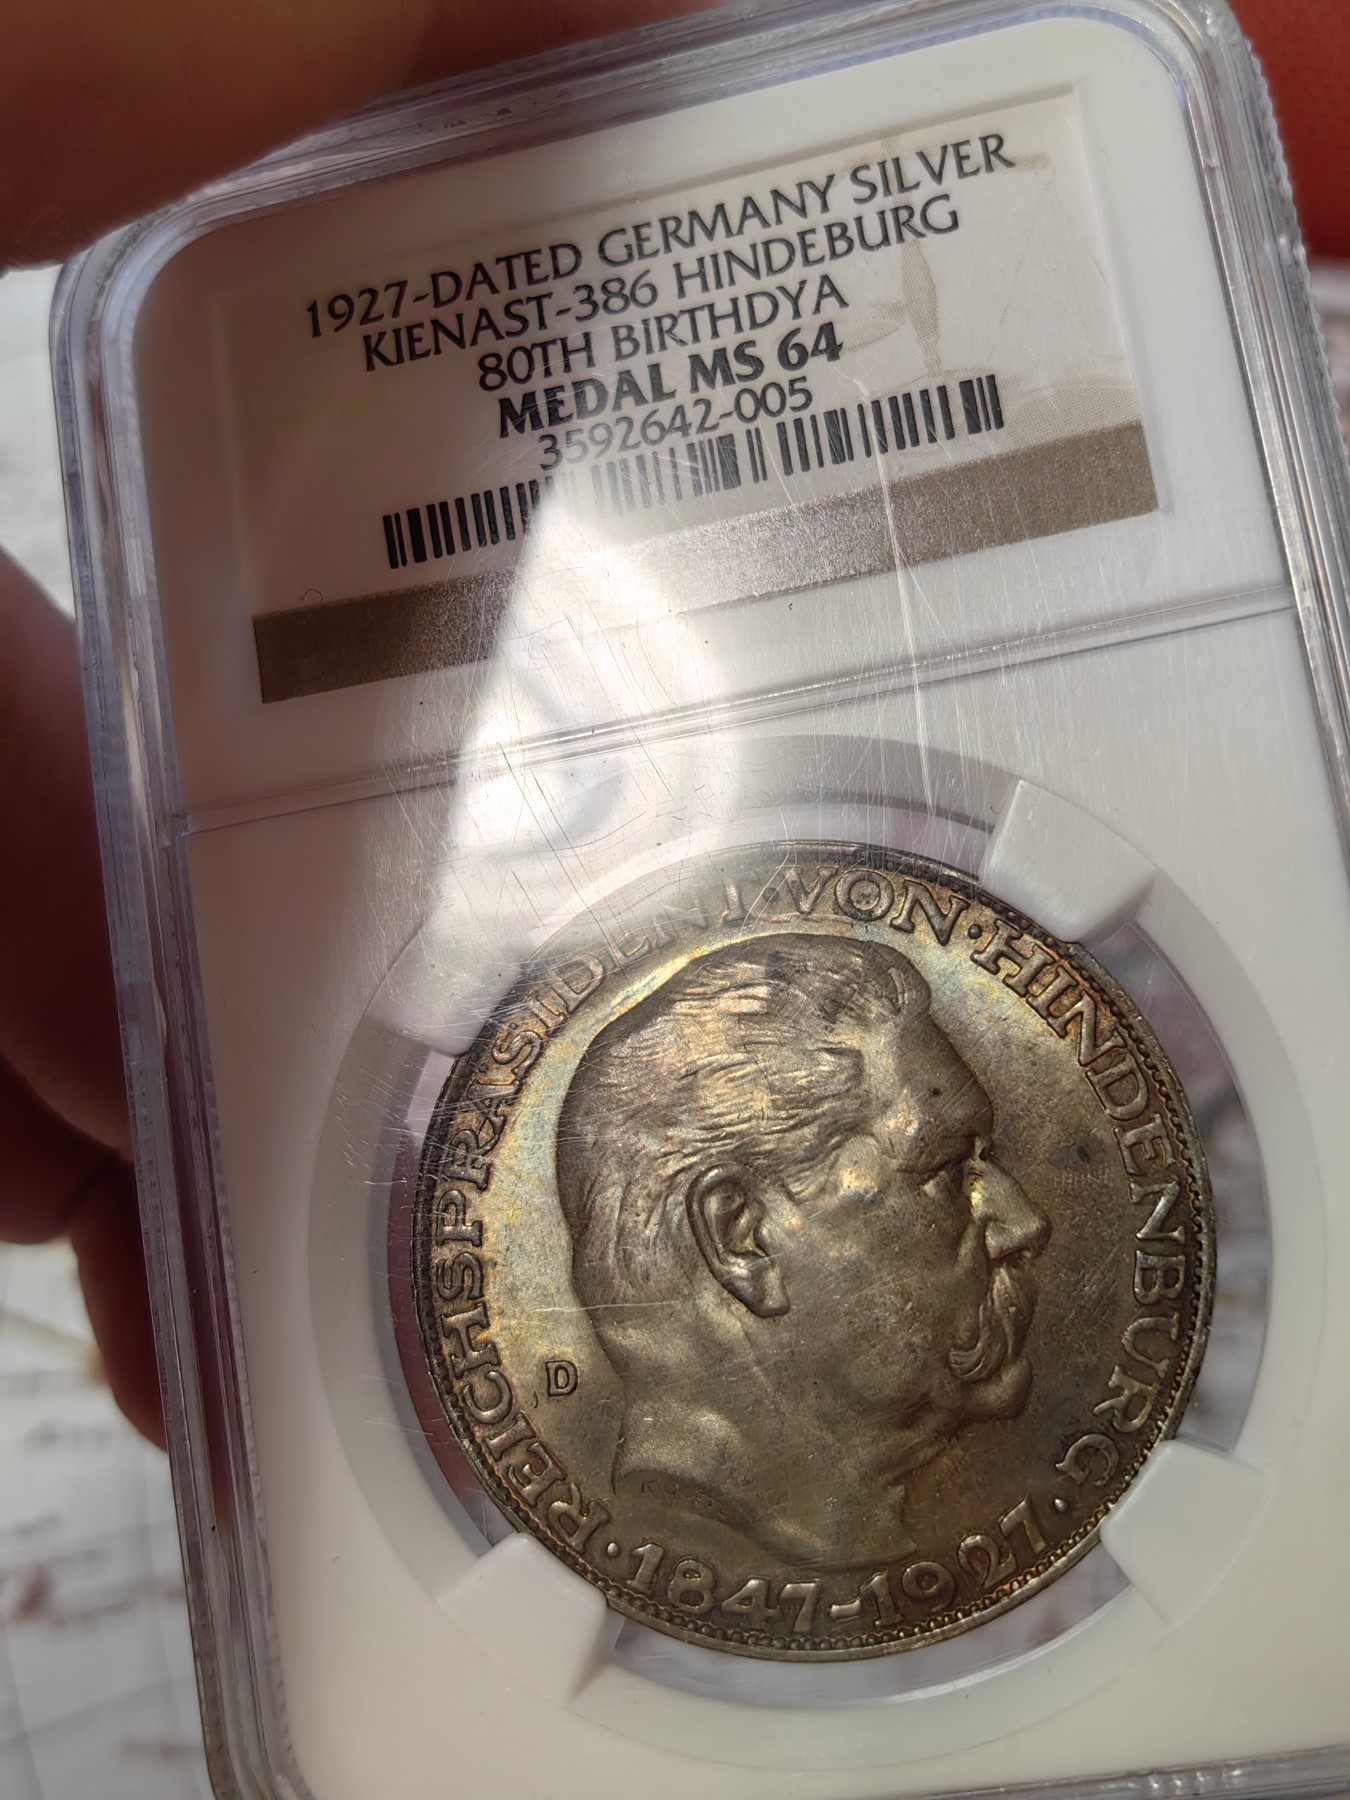 1927-DATED GERMANY SILVER
KIENAST-386 HINDEBURG
80TH BIRTHDYA
MEDAL MS 64
3592642-005
REICHSPRÄSIDENT·VON·HINDENBURG·
D
·1847-1927·